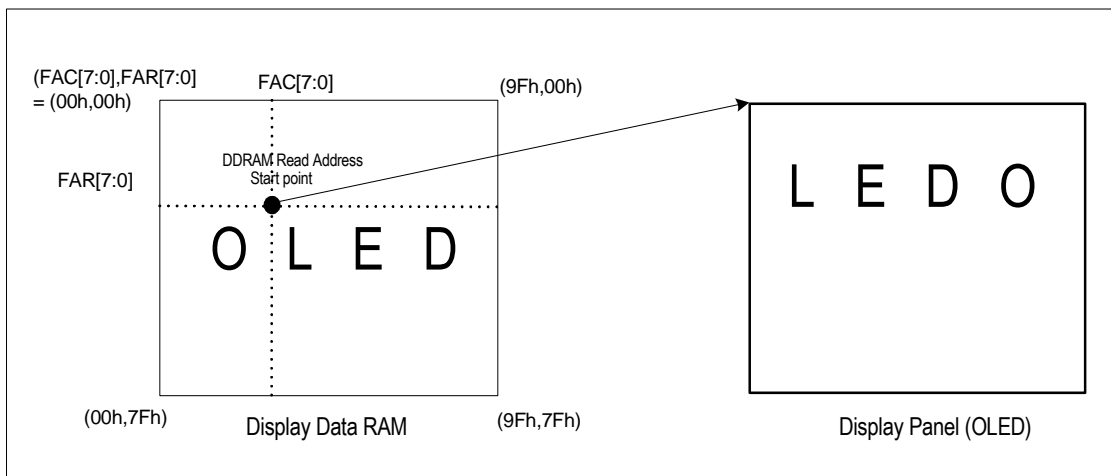 (FAC[7:0],FAR[7:0]
= (00h,00h)
FAC[7:0]
(9Fh,00h)
DDRAM Read Address
Start point
FAR[7:0]
O L E D
L E D O
(00h,7Fh)
Display Data RAM
(9Fh,7Fh)
Display Panel (OLED)